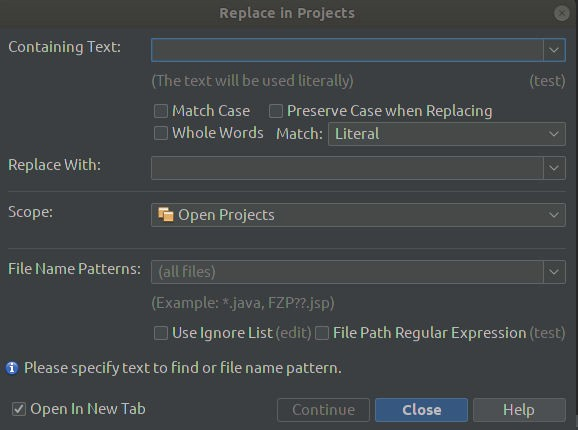 Replace in Projects
Containing Text:
(The text will be used literally) (test)
Match Case Preserve Case when Replacing
Whole Words Match: Literal
Replace With:
Scope: Open Projects
File Name Patterns: (all files)
(Example: *.java, FZP??.jsp)
Use Ignore List (edit) File Path Regular Expression (test)
Please specify text to find or file name pattern.
Open In New Tab Continue Close Help